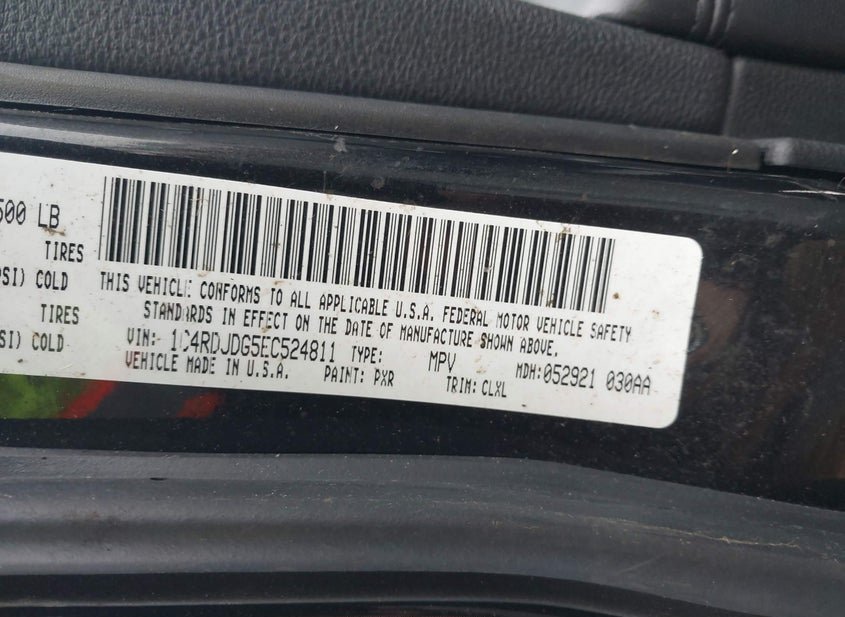 500 LB
TIRES
PSI) COLD
TIRES
PSI) COLD
THIS VEHICLE CONFORMS TO ALL APPLICABLE U.S.A. FEDERAL MOTOR VEHICLE SAFETY
STANDARDS IN EFFECT ON THE DATE OF MANUFACTURE SHOWN ABOVE.
VIN: 1C4RDJDG5EC524811 TYPE: MPV MDH: 052921 030AA
VEHICLE MADE IN U.S.A. PAINT: PXR TRIM: CLXL